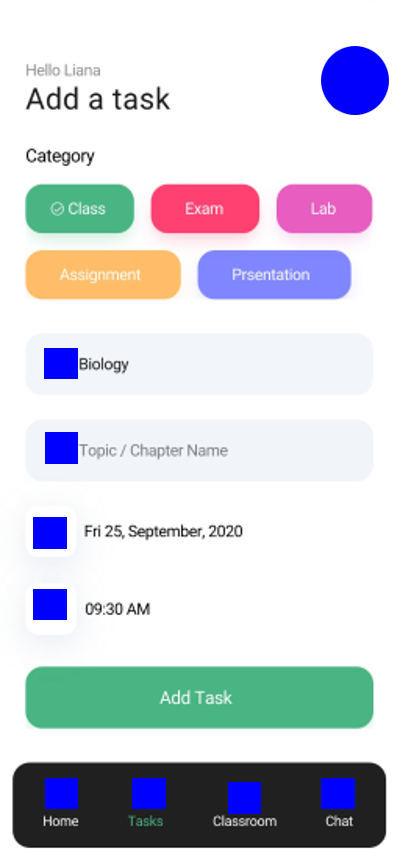 Hello Liana
Add a task
Category
Class Exam Lab
Assignment Prsentation
Biology
Topic / Chapter Name
Fri 25, September, 2020
09:30 AM
Add Task
Home Tasks Classroom Chat